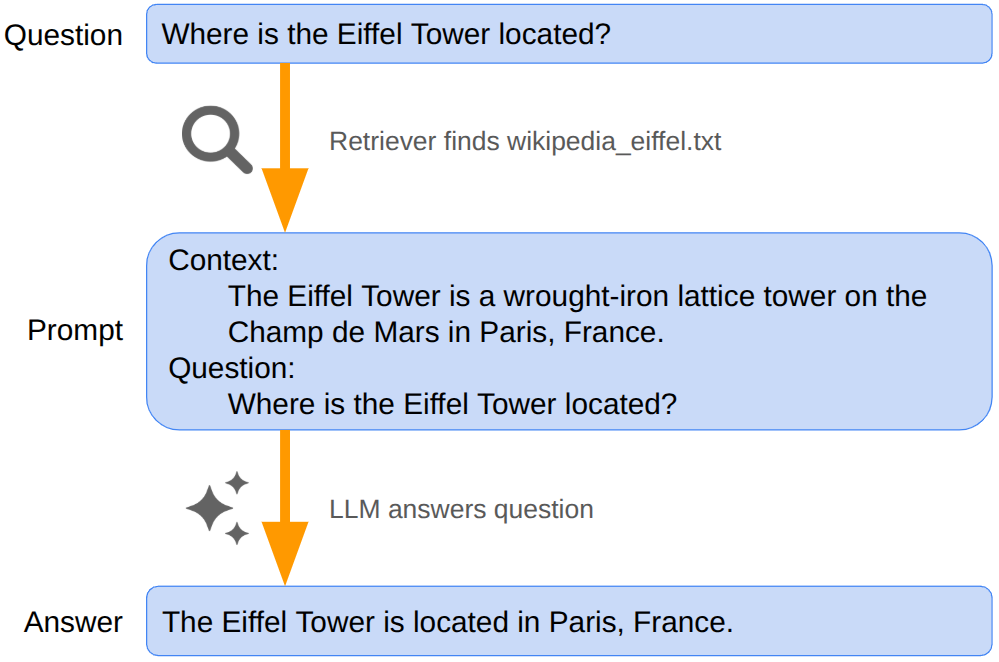 Question
Where is the Eiffel Tower located?
Retriever finds wikipedia_eiffel.txt
Prompt
Context:
The Eiffel Tower is a wrought-iron lattice tower on the
Champ de Mars in Paris, France.
Question:
Where is the Eiffel Tower located?
LLM answers question
Answer
The Eiffel Tower is located in Paris, France.